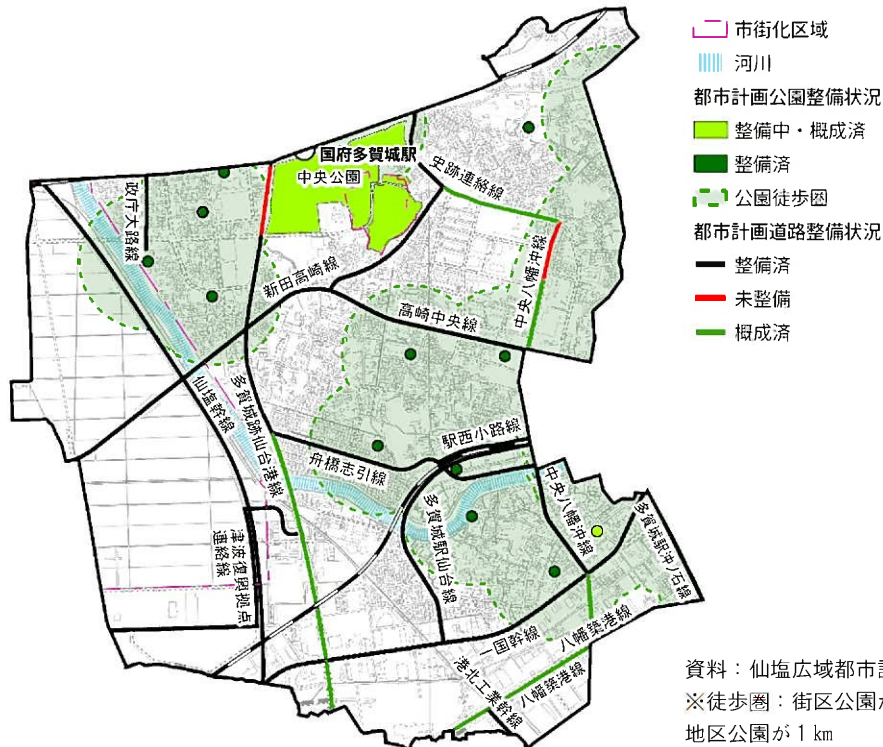 市街化区域
河川
都市計画公園整備状況
整備中・概成済
整備済
公園徒歩圏
都市計画道路整備状況
整備済
未整備
概成済
国府多賀城駅
中央公園
史跡連絡線
政庁大路線
新田高崎線
中央八幡沖線
高崎中央線
仙塩幹線
多賀城跡仙台港線
駅西小路線
舟橋志引線
中央八幡沖線
多賀城駅沖ノ石線
多賀城駅仙台線
津波復興拠点
連絡線
一国幹線
八幡築港線
八幡築港線
港北工業幹線
資料：仙塩広域都市計
※徒歩圏：街区公園が
地区公園が１km